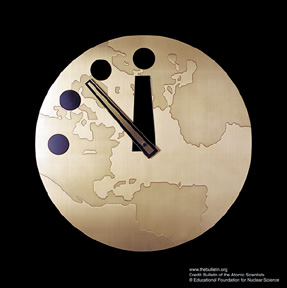 www.thebulletin.org
Credit: Bulletin of the Atomic Scientists
© Educational Foundation for Nuclear Science